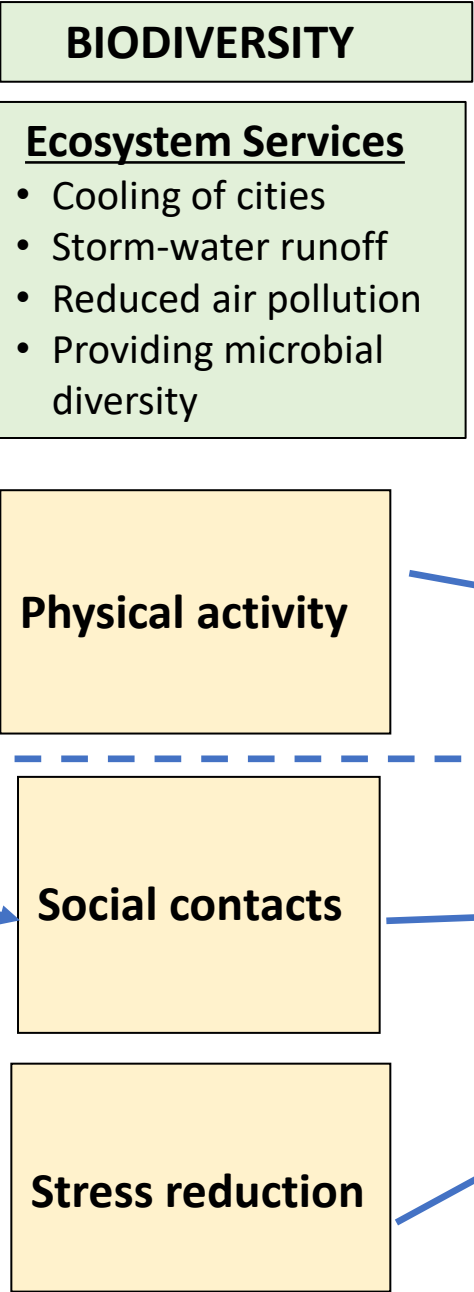 BIODIVERSITY
Ecosystem Services
• Cooling of cities
• Storm-water runoff
• Reduced air pollution
• Providing microbial
diversity
Physical activity
Social contacts
Stress reduction